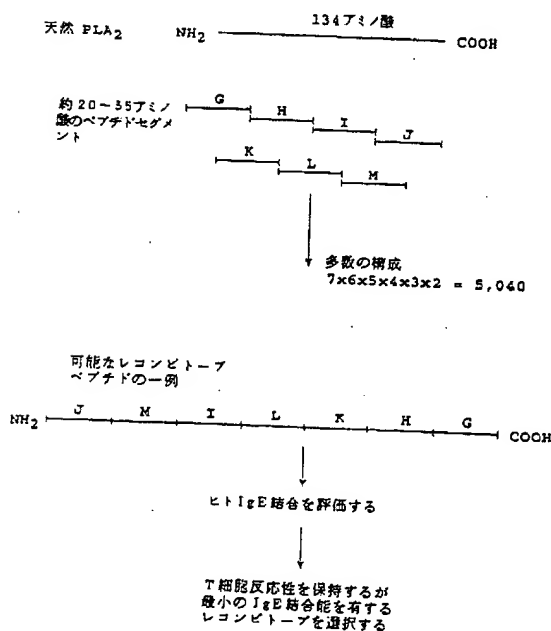 天然 PLA2
NH2
134アミノ酸
COOH
約20~35アミノ
酸のペプチドセグメ
ント
G
H
I
J
K
L
M
多数の構成
7x6x5x4x3x2 = 5,040
可能なレコンビトープ
ペプチドの一例
NH2
J
M
I
L
K
H
G
COOH
ヒトIgE結合を評価する
T細胞反応性を保持するが
最小のIgE結合能を有する
レコンビトープを選択する